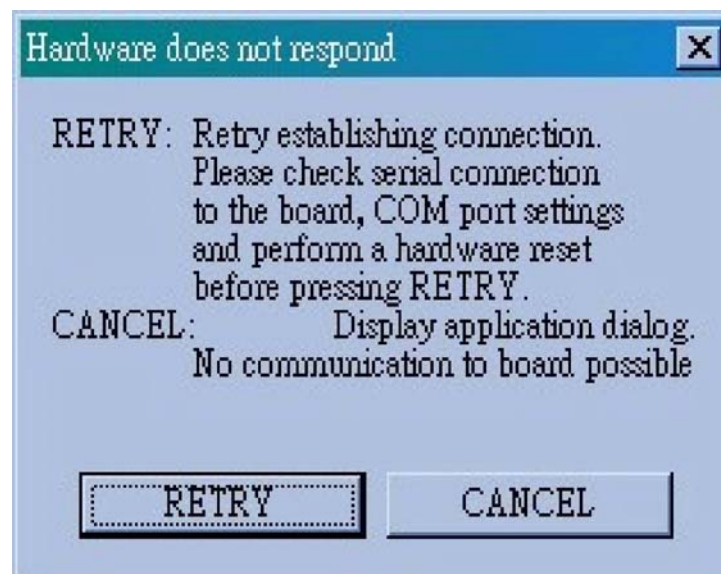 Hardware does not respond
RETRY: Retry establishing connection.
Please check serial connection
to the board, COM port settings
and perform a hardware reset
before pressing RETRY.
CANCEL: Display application dialog.
No communication to board possible
RETRY CANCEL